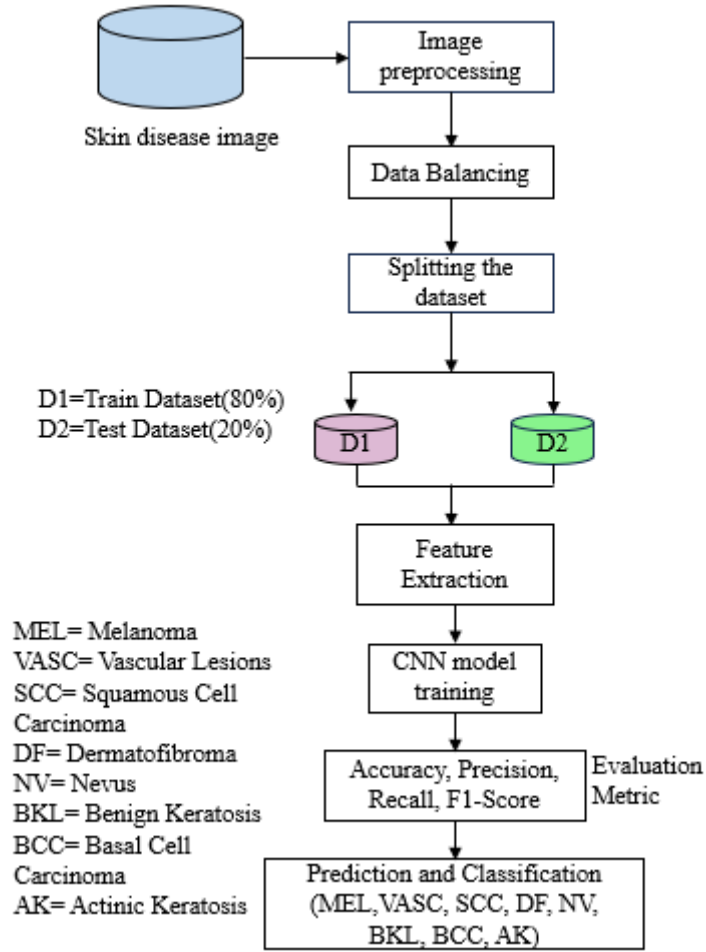 Image
preprocessing
Skin disease image
Data Balancing
Splitting the
dataset
D1=Train Dataset(80%)
D2=Test Dataset(20%)
D1
D2
Feature
Extraction
MEL= Melanoma
VASC= Vascular Lesions
SCC= Squamous Cell
Carcinoma
DF= Dermatofibroma
NV= Nevus
BKL= Benign Keratosis
BCC= Basal Cell
Carcinoma
AK= Actinic Keratosis
CNN model
training
Accuracy, Precision,
Recall, F1-Score
Evaluation
Metric
Prediction and Classification
(MEL,VASC, SCC, DF, NV,
BKL, BCC, AK)